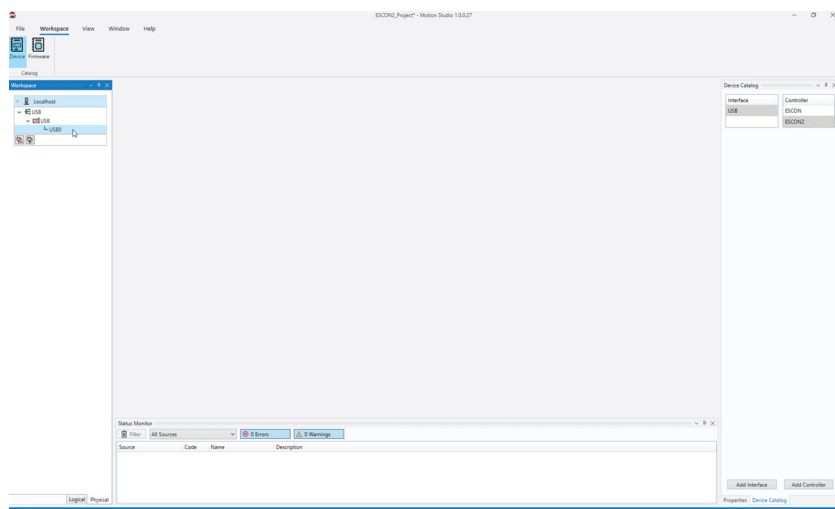 ESCON2_Project* - Motion Studio 1.0.0.27
File Workspace View Window Help
Device Firmware
Catalog
Workspace
Localhost
USB
USB
USB0
Logical Physical
Status Monitor
Filter All Sources 0 Errors 0 Warnings
Source Code Name Description
Device Catalog
Interface Controller
USB ESCON
ESCON2
Add Interface Add Controller
Properties Device Catalog